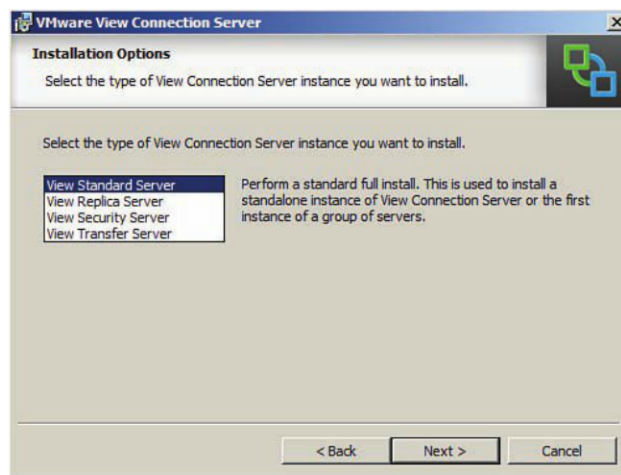 VMware View Connection Server
Installation Options
Select the type of View Connection Server instance you want to install.
Select the type of View Connection Server instance you want to install.
View Standard Server
View Replica Server
View Security Server
View Transfer Server
Perform a standard full install. This is used to install a
standalone instance of View Connection Server or the first
instance of a group of servers.
< Back
Next >
Cancel